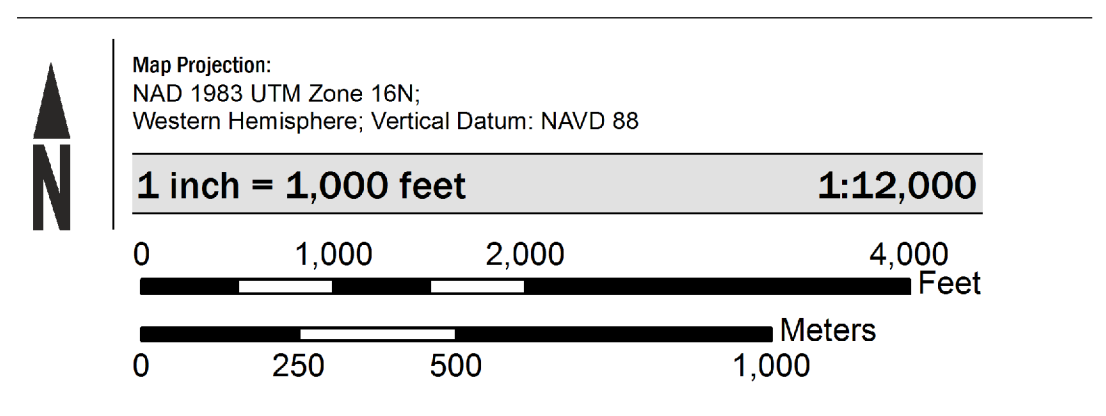 N
Map Projection:
NAD 1983 UTM Zone 16N;
Western Hemisphere; Vertical Datum: NAVD 88
1 inch = 1,000 feet 1:12,000
0 1,000 2,000 4,000
Feet
Meters
0 250 500 1,000